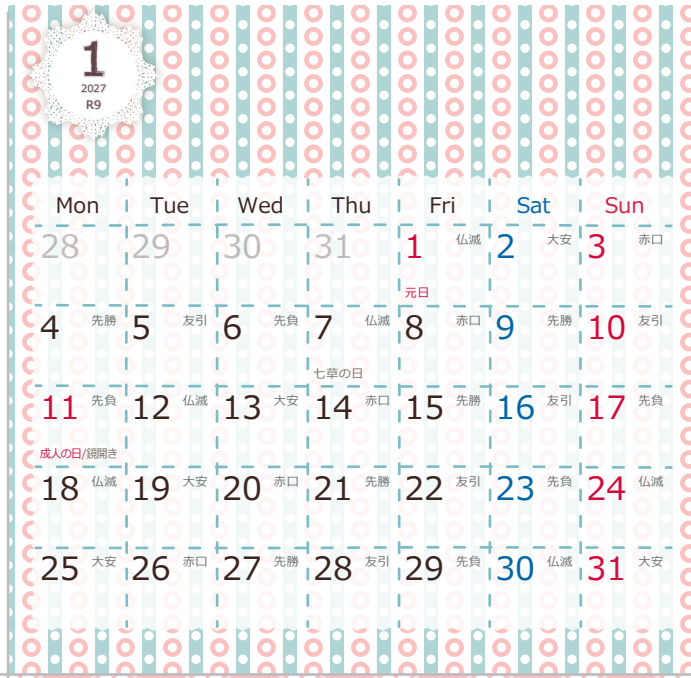 1
2027
R9
Mon Tue Wed Thu Fri Sat Sun
28 29 30 31 1 仏滅 2 大安 3 赤口
元日
4 先勝 5 友引 6 先負 7 仏滅 8 赤口 9 先勝 10 友引
七草の日
11 先負 12 仏滅 13 大安 14 赤口 15 先勝 16 友引 17 先負
成人の日/鏡開き
18 仏滅 19 大安 20 赤口 21 先勝 22 友引 23 先負 24 仏滅
25 大安 26 赤口 27 先勝 28 友引 29 先負 30 仏滅 31 大安